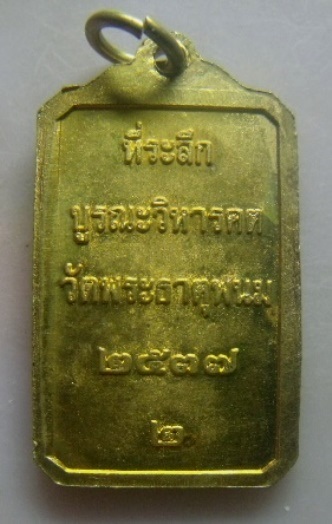 ที่ระลึก
บูรณะวิหารคต
วัดพระธาตุพนม
๒๕๓๗
๒